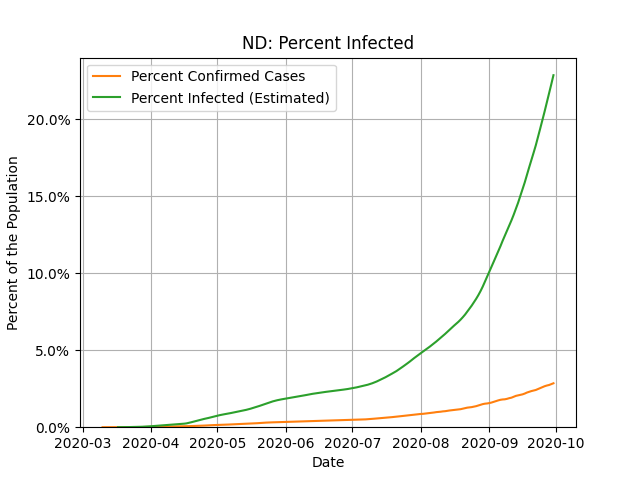 ND: Percent Infected
Percent Confirmed Cases
Percent Infected (Estimated)
Percent of the Population
20.0%
15.0%
10.0%
5.0%
0.0%
2020-03 2020-04 2020-05 2020-06 2020-07 2020-08 2020-09 2020-10
Date